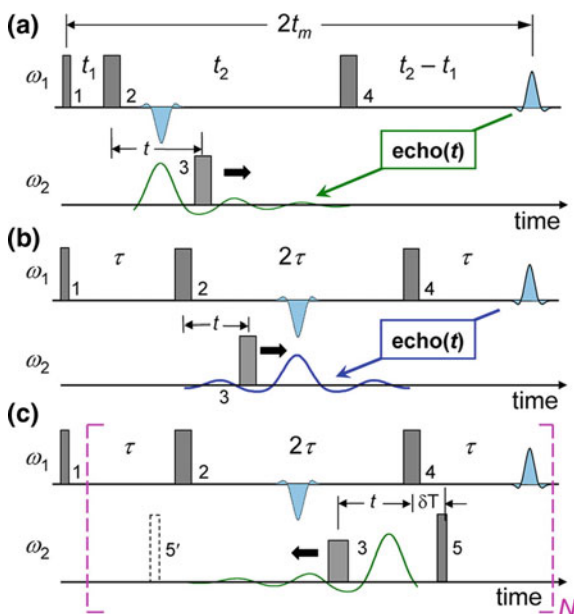 (a)
2tₘ
ω₁
1
t₁
2
t₂
4
t₂ – t₁
t
3
echo(t)
ω₂
time
(b)
ω₁
1
τ
2
2τ
4
τ
t
echo(t)
ω₂
3
time
(c)
ω₁
1
τ
2
2τ
4
τ
t
δT
ω₂
5′
3
5
time
N